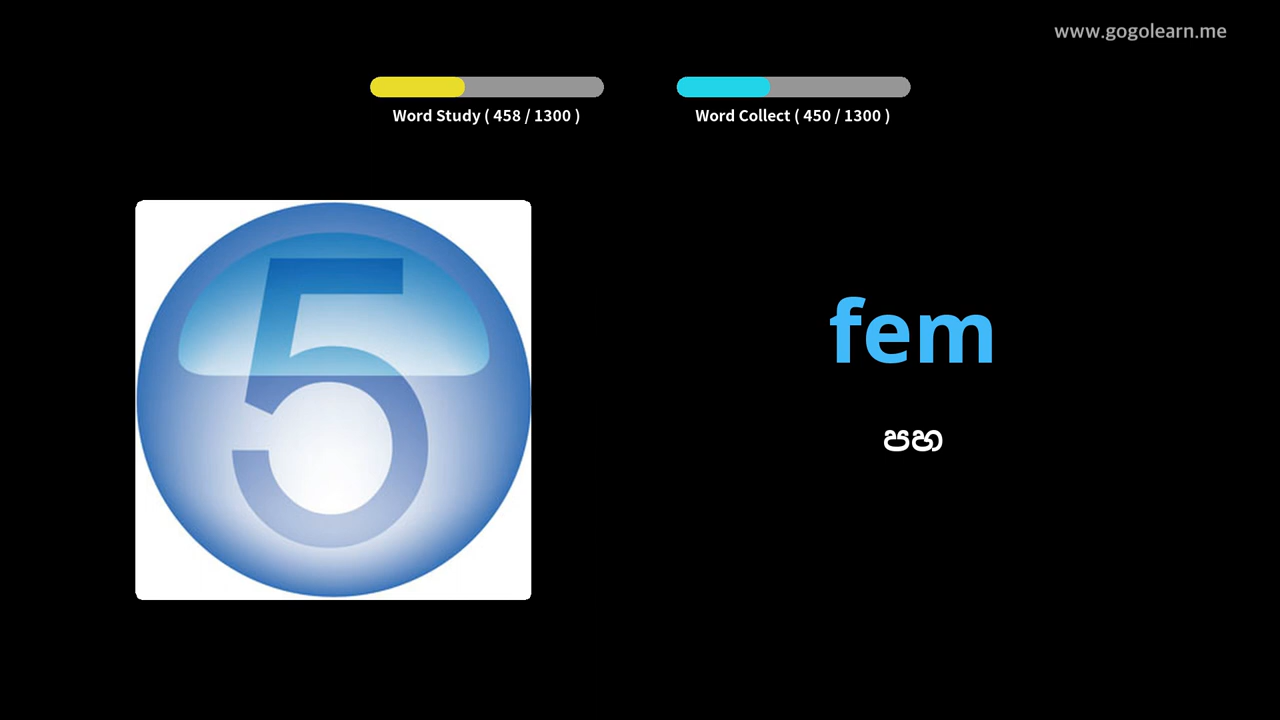 www.gogolearn.me
Word Study ( 458 / 1300 )
Word Collect ( 450 / 1300 )
5
fem
පහ